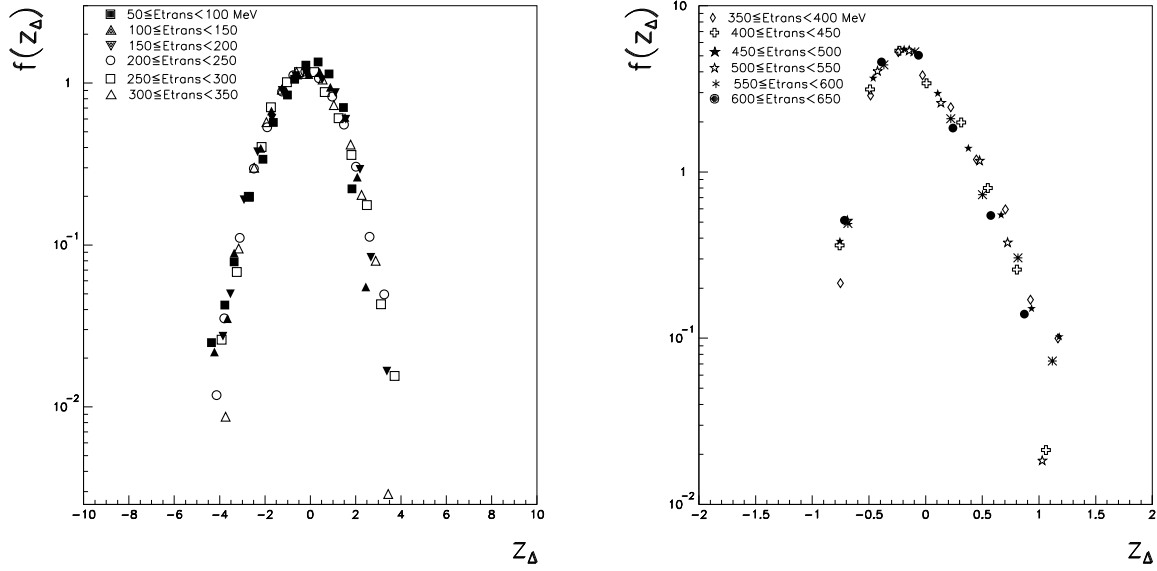 f(z_Δ)
50≤Etrans<100 MeV
100≤Etrans<150
150≤Etrans<200
200≤Etrans<250
250≤Etrans<300
300≤Etrans<350
1
10^-1
10^-2
−10 −8 −6 −4 −2 0 2 4 6 8 10
z_Δ
f(z_Δ)
350≤Etrans<400 MeV
400≤Etrans<450
450≤Etrans<500
500≤Etrans<550
550≤Etrans<600
600≤Etrans<650
10
1
10^-1
10^-2
−2 −1.5 −1 −0.5 0 0.5 1 1.5 2
z_Δ